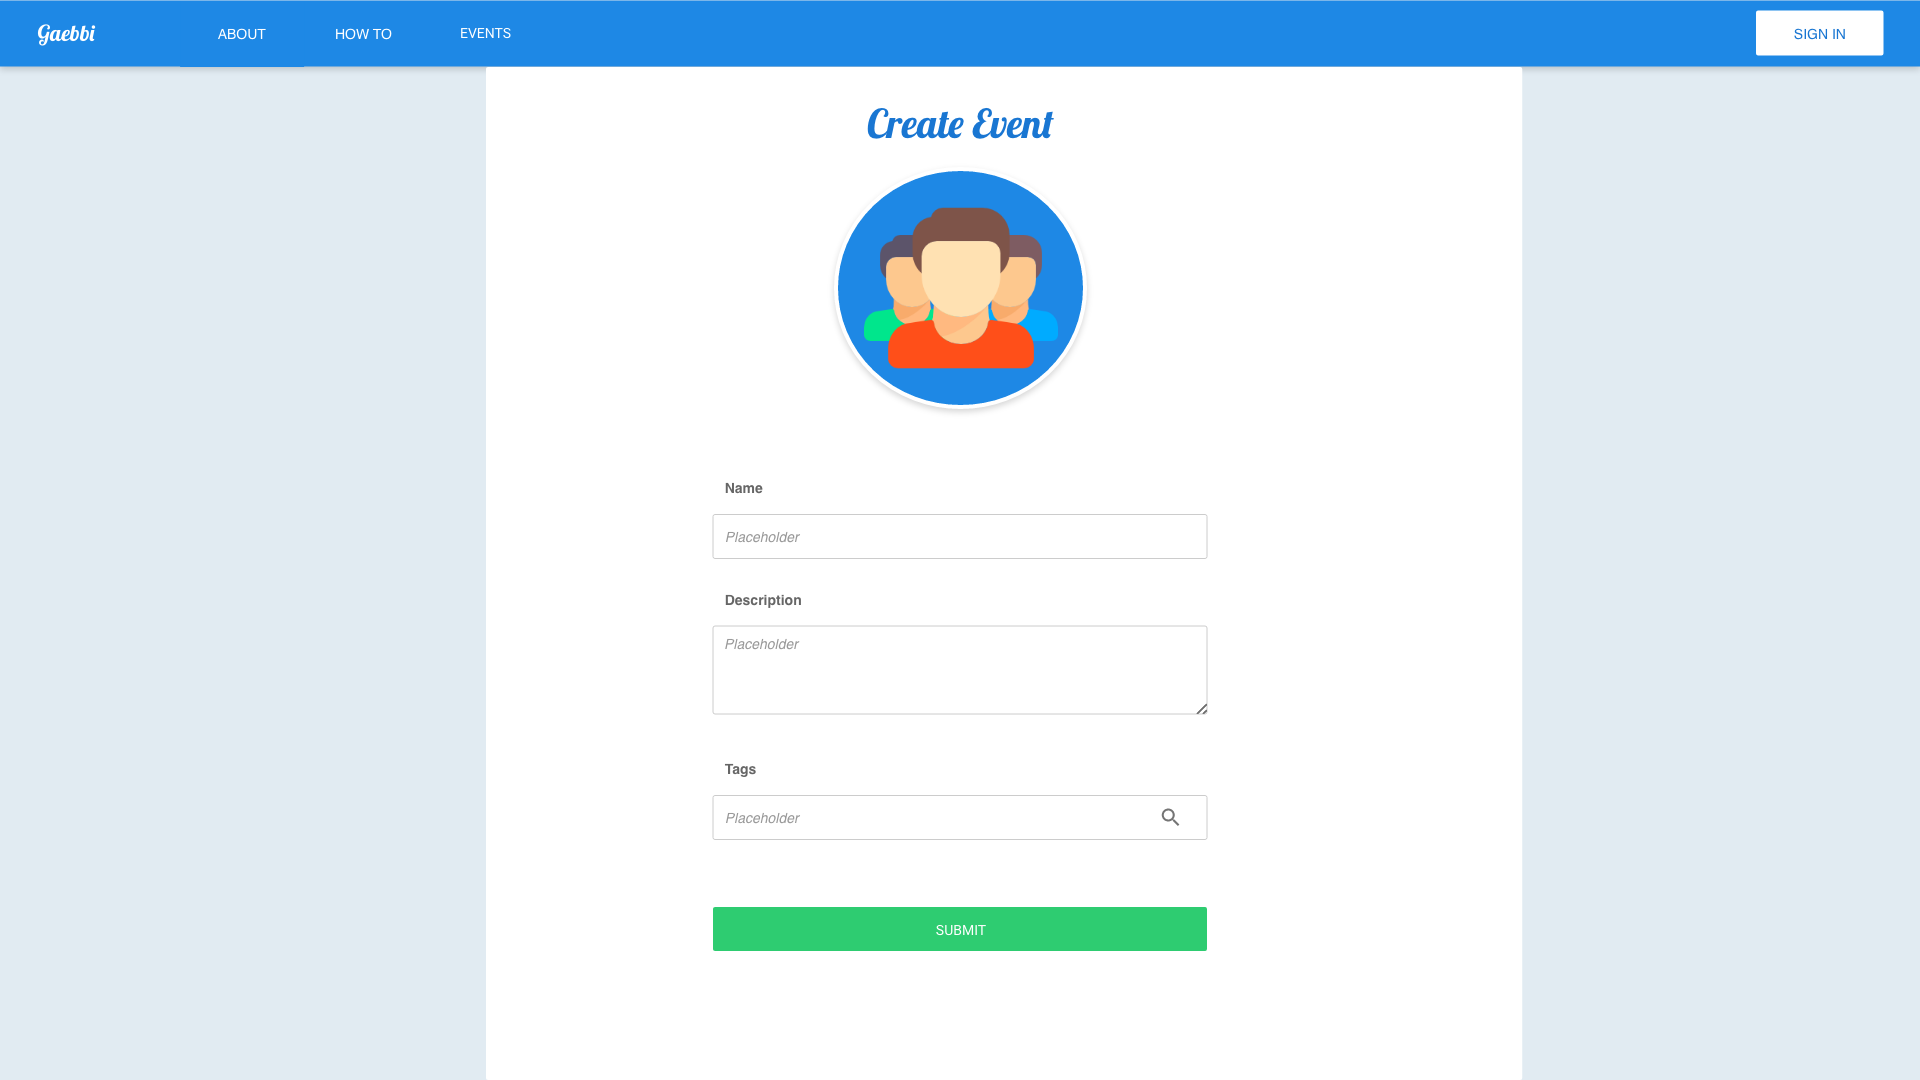 Gaebbi ABOUT HOW TO EVENTS SIGN IN
Create Event
Name
Placeholder
Description
Placeholder
Tags
Placeholder
SUBMIT